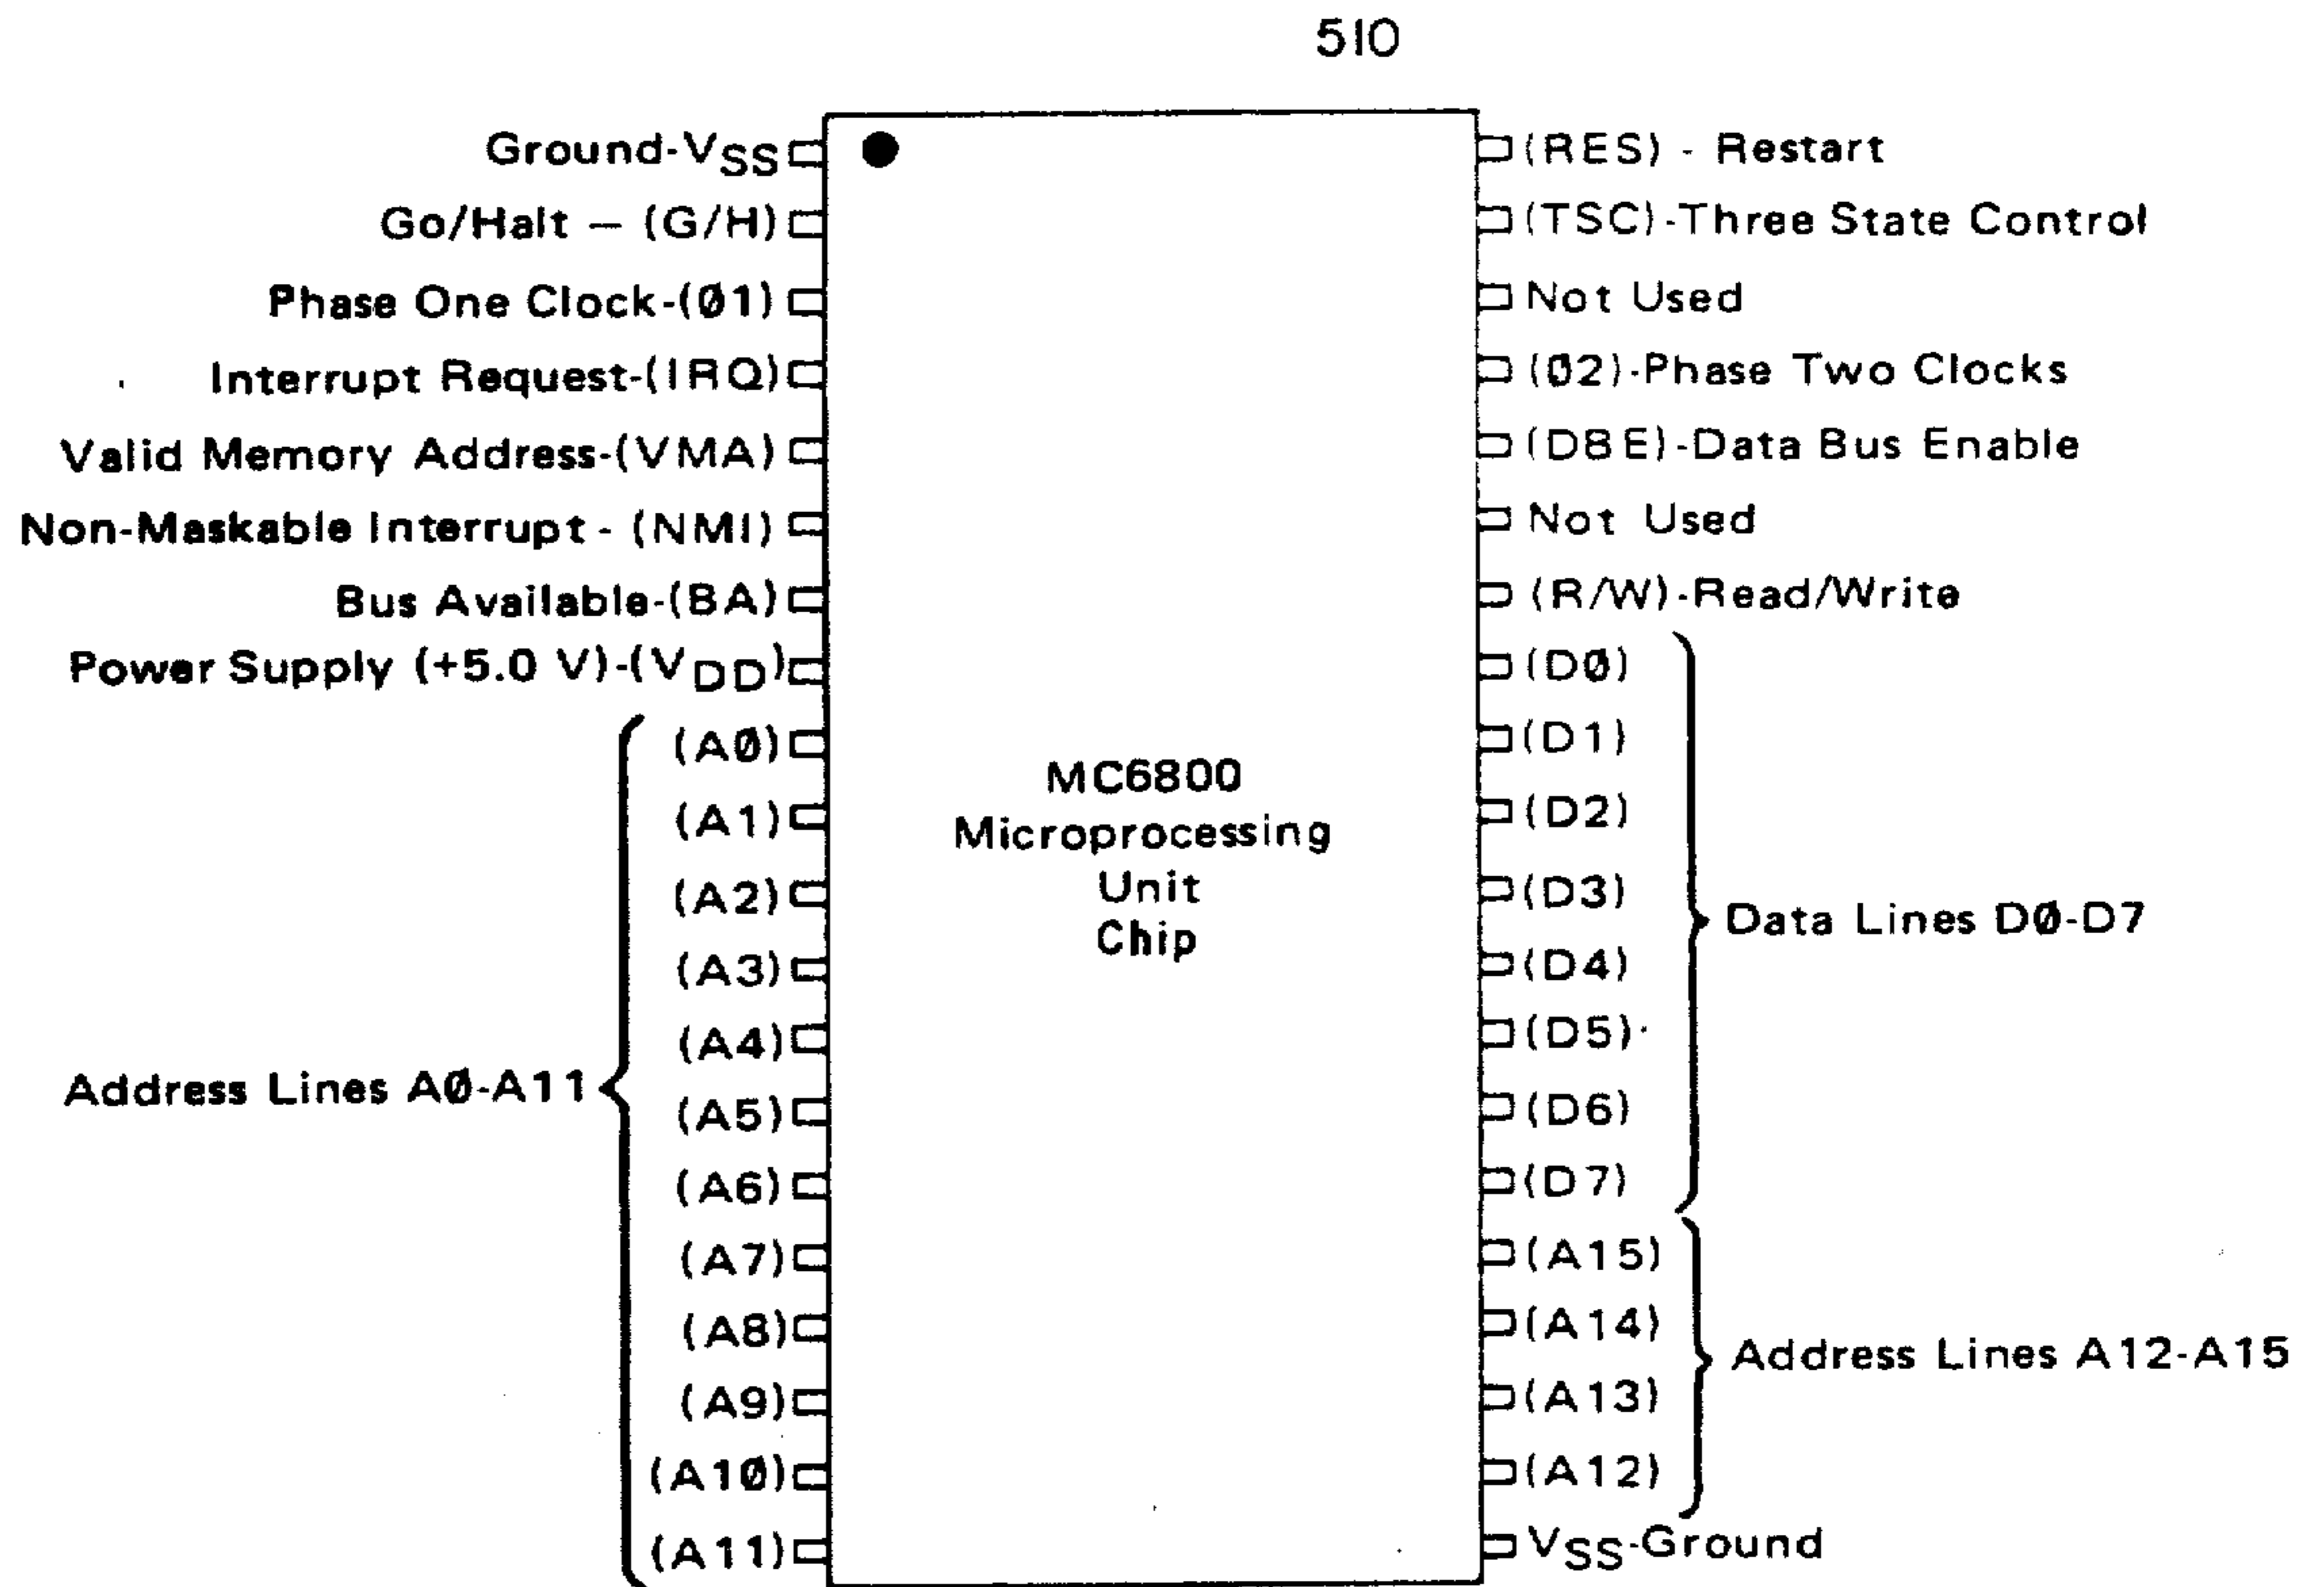 510
Ground-VSS
Go/Halt — (G/H)
Phase One Clock-(Ø1)
Interrupt Request-(IRQ)
Valid Memory Address-(VMA)
Non-Maskable Interrupt - (NMI)
Bus Available-(BA)
Power Supply (+5.0 V)-(VDD)
(AØ)
(A1)
(A2)
(A3)
(A4)
(A5)
(A6)
(A7)
(A8)
(A9)
(A1Ø)
(A11)
Address Lines AØ-A11
MC6800
Microprocessing
Unit
Chip
(RES) - Restart
(TSC)-Three State Control
Not Used
(Ø2)-Phase Two Clocks
(DBE)-Data Bus Enable
Not Used
(R/W)-Read/Write
(DØ)
(D1)
(D2)
(D3)
(D4)
(D5)
(D6)
(D7)
Data Lines DØ-D7
(A15)
(A14)
(A13)
(A12)
Address Lines A12-A15
VSS-Ground